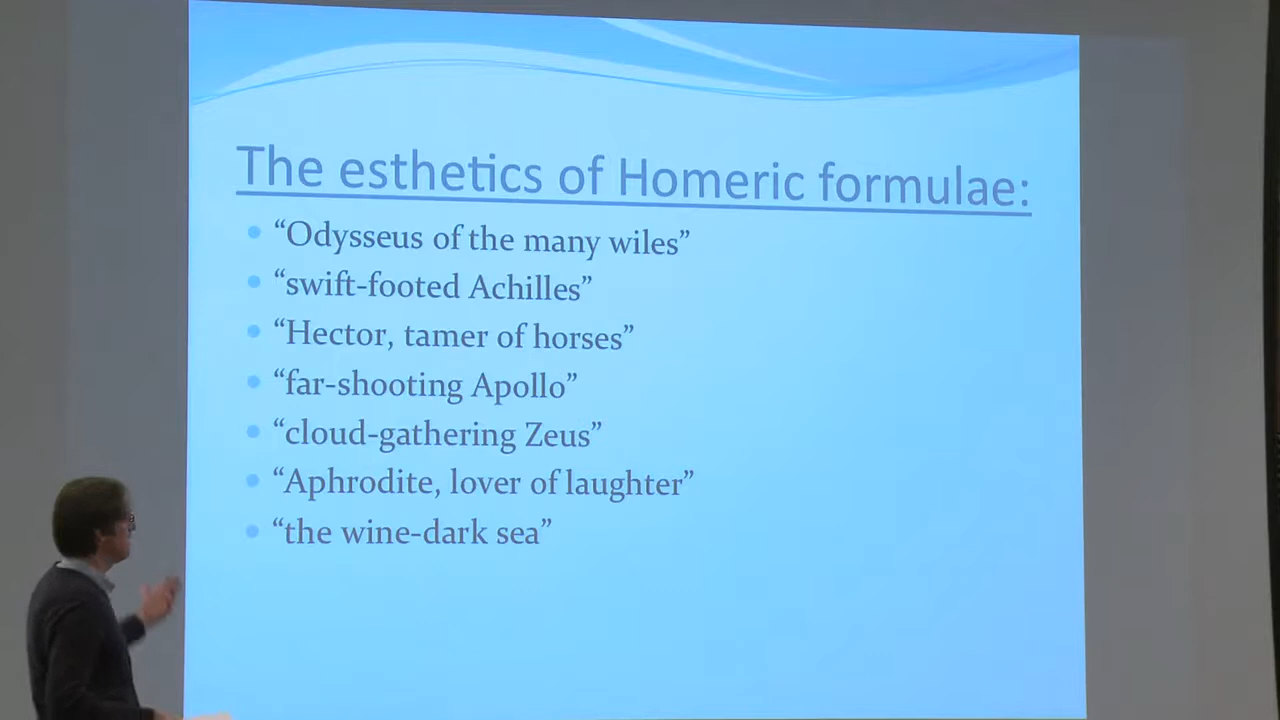 The esthetics of Homeric formulae:
“Odysseus of the many wiles”
“swift-footed Achilles”
“Hector, tamer of horses”
“far-shooting Apollo”
“cloud-gathering Zeus”
“Aphrodite, lover of laughter”
“the wine-dark sea”